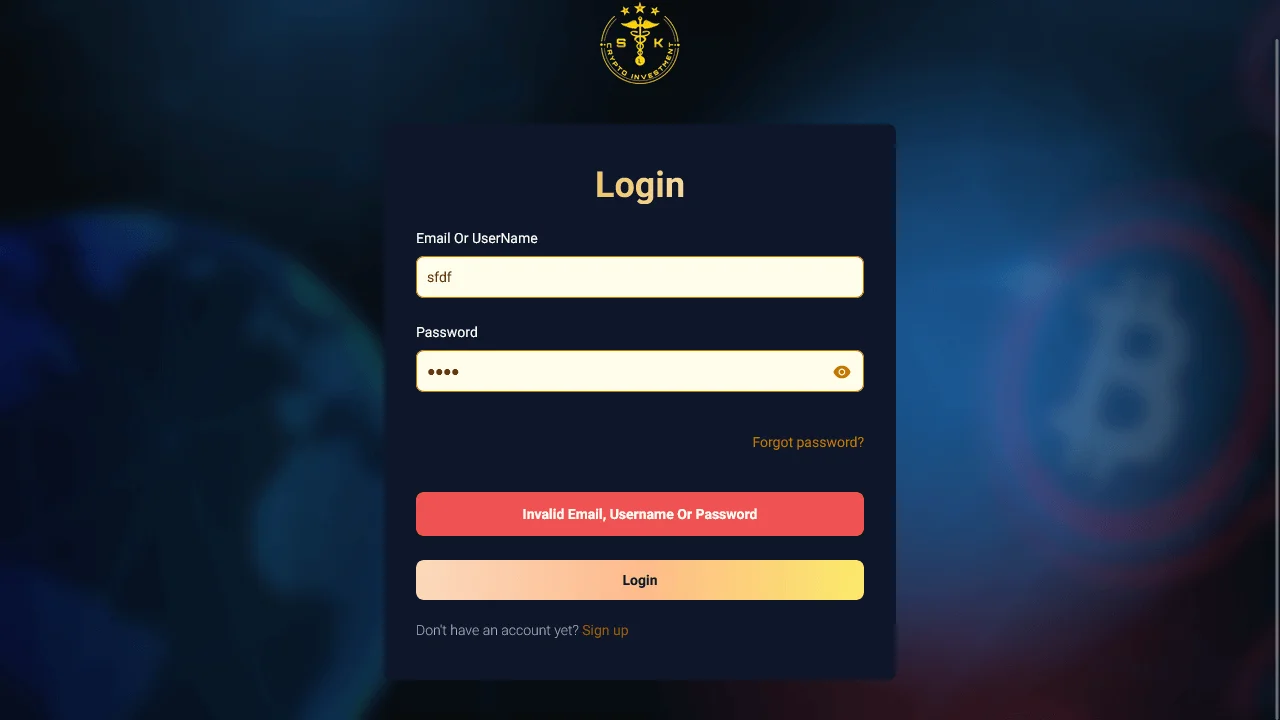 S K
CRYPTO INVESTMENT
Login
Email Or UserName
sfdf
Password
••••
Forgot password?
Invalid Email, Username Or Password
Login
Don't have an account yet? Sign up